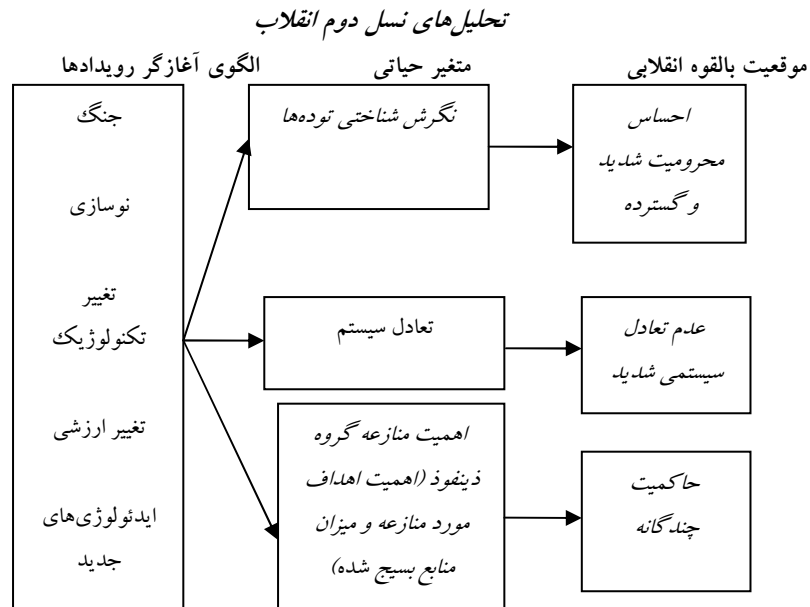 تحلیل‌های نسل دوم انقلاب
موقعیت بالقوه انقلابی
متغیر حیاتی
الگوی آغازگر رویدادها
جنگ
نوسازی
تغییر
تکنولوژیک
تغییر ارزشی
ایدئولوژی‌های
جدید
نگرش شناختی توده‌ها
تعادل سیستم
اهمیت منازعه گروه
ذینفوذ (اهمیت اهداف
مورد منازعه و میزان
منابع بسیج شده)
احساس
محرومیت شدید
و گسترده
عدم تعادل
سیستمی شدید
حاکمیت
چندگانه